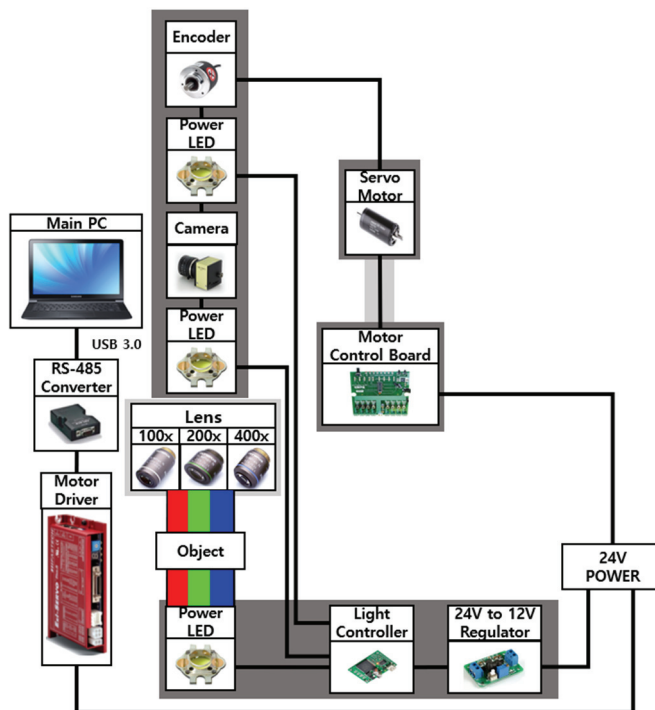 Encoder
Power
LED
Servo
Motor
Main PC
Camera
USB 3.0
Power
LED
Motor
Control Board
RS-485
Converter
Lens
100x 200x 400x
Motor
Driver
Object
24V
POWER
Power
LED
Light
Controller
24V to 12V
Regulator